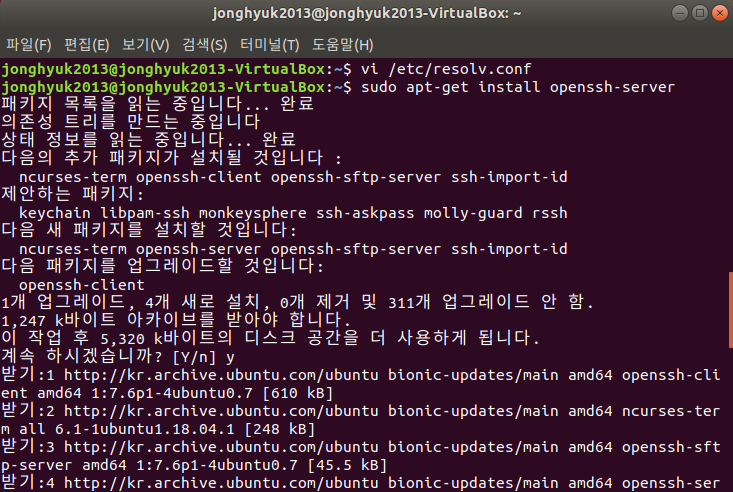 jonghyuk2013@jonghyuk2013-VirtualBox: ~
파일(F) 편집(E) 보기(V) 검색(S) 터미널(T) 도움말(H)
jonghyuk2013@jonghyuk2013-VirtualBox:~$ vi /etc/resolv.conf
jonghyuk2013@jonghyuk2013-VirtualBox:~$ sudo apt-get install openssh-server
패키지 목록을 읽는 중입니다... 완료
의존성 트리를 만드는 중입니다
상태 정보를 읽는 중입니다... 완료
다음의 추가 패키지가 설치될 것입니다 :
  ncurses-term openssh-client openssh-sftp-server ssh-import-id
제안하는 패키지:
  keychain libpam-ssh monkeysphere ssh-askpass molly-guard rssh
다음 새 패키지를 설치할 것입니다:
  ncurses-term openssh-server openssh-sftp-server ssh-import-id
다음 패키지를 업그레이드할 것입니다:
  openssh-client
1개 업그레이드, 4개 새로 설치, 0개 제거 및 311개 업그레이드 안 함.
1,247 k바이트 아카이브를 받아야 합니다.
이 작업 후 5,320 k바이트의 디스크 공간을 더 사용하게 됩니다.
계속 하시겠습니까? [Y/n] y
받기:1 http://kr.archive.ubuntu.com/ubuntu bionic-updates/main amd64 openssh-cli
ent amd64 1:7.6p1-4ubuntu0.7 [610 kB]
받기:2 http://kr.archive.ubuntu.com/ubuntu bionic-updates/main amd64 ncurses-ter
m all 6.1-1ubuntu1.18.04.1 [248 kB]
받기:3 http://kr.archive.ubuntu.com/ubuntu bionic-updates/main amd64 openssh-sft
p-server amd64 1:7.6p1-4ubuntu0.7 [45.5 kB]
받기:4 http://kr.archive.ubuntu.com/ubuntu bionic-updates/main amd64 openssh-ser